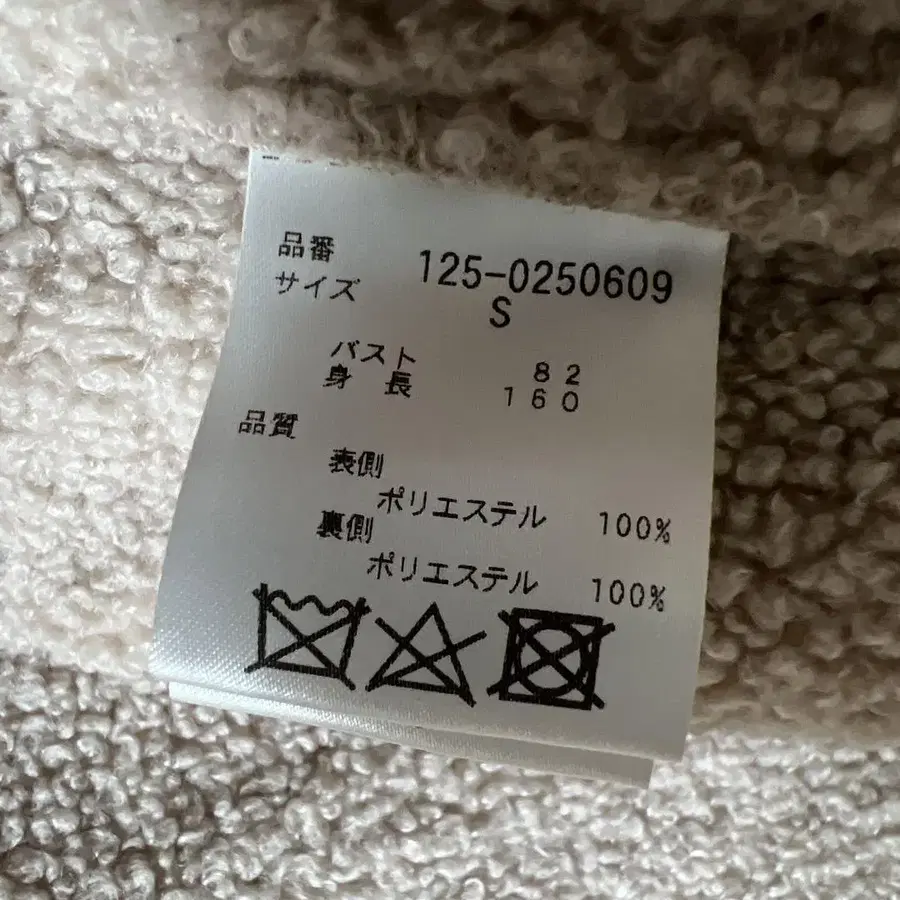 品番 125-0250609
サイズ S
バスト 82
身 長 160
品質
表側
ポリエステル 100%
裏側
ポリエステル 100%